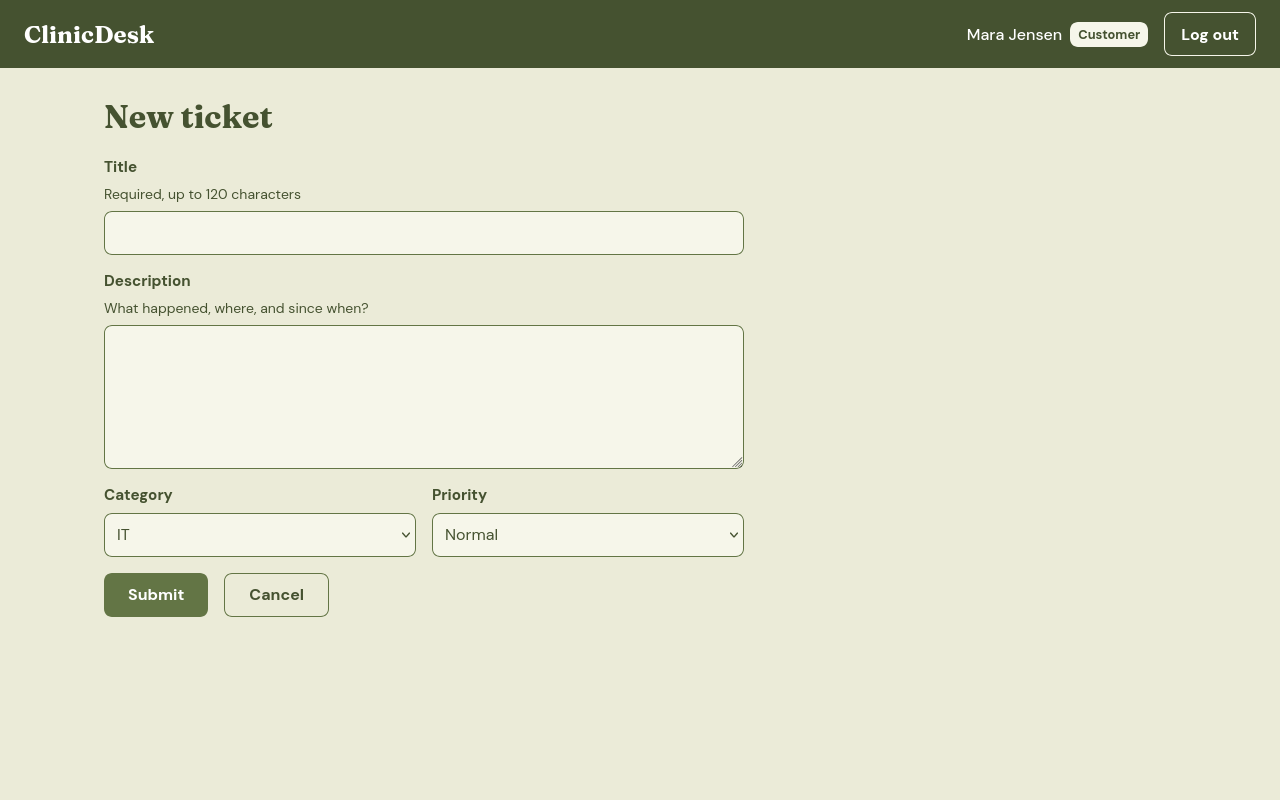 ClinicDesk
Mara Jensen Customer Log out
New ticket
Title
Required, up to 120 characters
Description
What happened, where, and since when?
Category Priority
IT Normal
Submit Cancel